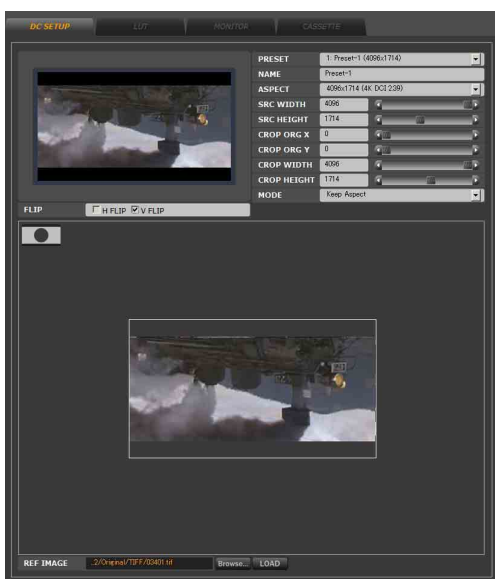 DC SETUP LUT MONITOR CASSETTE
PRESET 1: Preset-1 (4096x1714)
NAME Preset-1
ASPECT 4096x1714 (4K DCI 2.39)
SRC WIDTH 4096
SRC HEIGHT 1714
CROP ORG X 0
CROP ORG Y 0
CROP WIDTH 4096
CROP HEIGHT 1714
MODE Keep Aspect
FLIP H FLIP V FLIP
REF IMAGE ..2/Original/TIFF/03401.tif Browse... LOAD